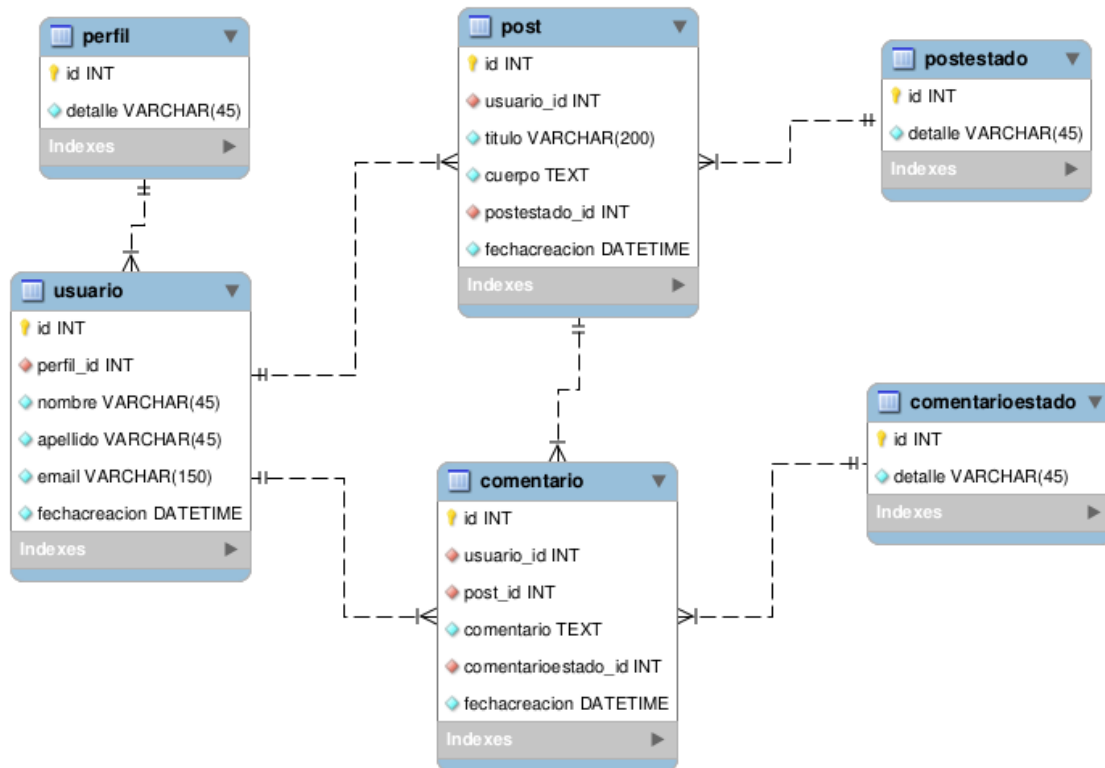 perfil
id INT
detalle VARCHAR(45)
Indexes
post
id INT
usuario_id INT
titulo VARCHAR(200)
cuerpo TEXT
postestado_id INT
fechacreacion DATETIME
Indexes
postestado
id INT
detalle VARCHAR(45)
Indexes
usuario
id INT
perfil_id INT
nombre VARCHAR(45)
apellido VARCHAR(45)
email VARCHAR(150)
fechacreacion DATETIME
Indexes
comentario
id INT
usuario_id INT
post_id INT
comentario TEXT
comentarioestado_id INT
fechacreacion DATETIME
Indexes
comentarioestado
id INT
detalle VARCHAR(45)
Indexes